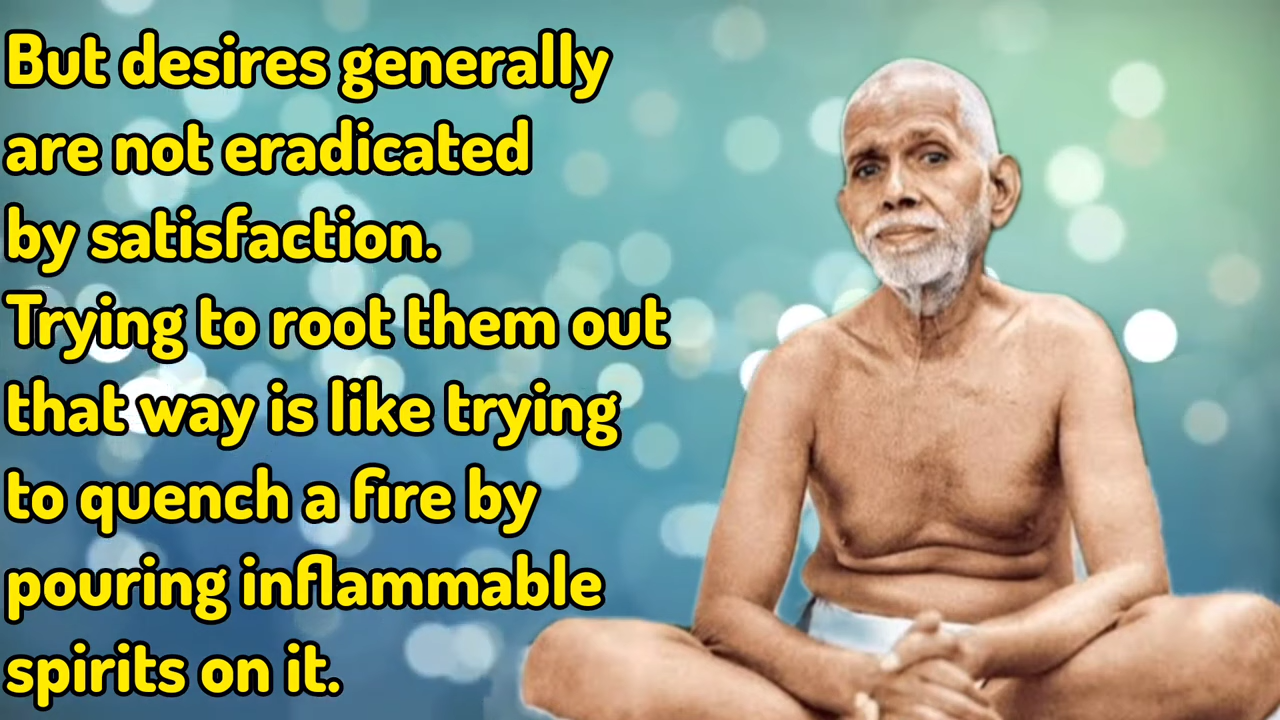 But desires generally
are not eradicated
by satisfaction.
Trying to root them out
that way is like trying
to quench a fire by
pouring inflammable
spirits on it.